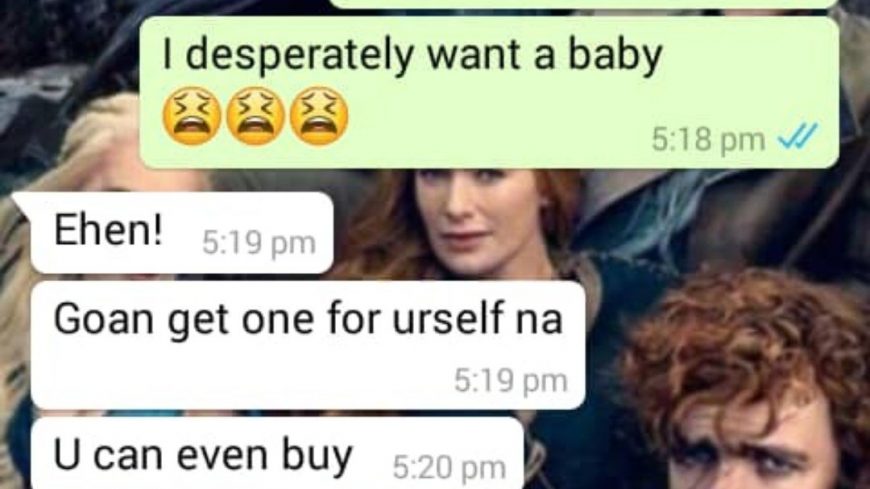 I desperately want a baby
😫😫😫
5:18 pm
Ehen! 5:19 pm
Goan get one for urself na
5:19 pm
U can even buy 5:20 pm